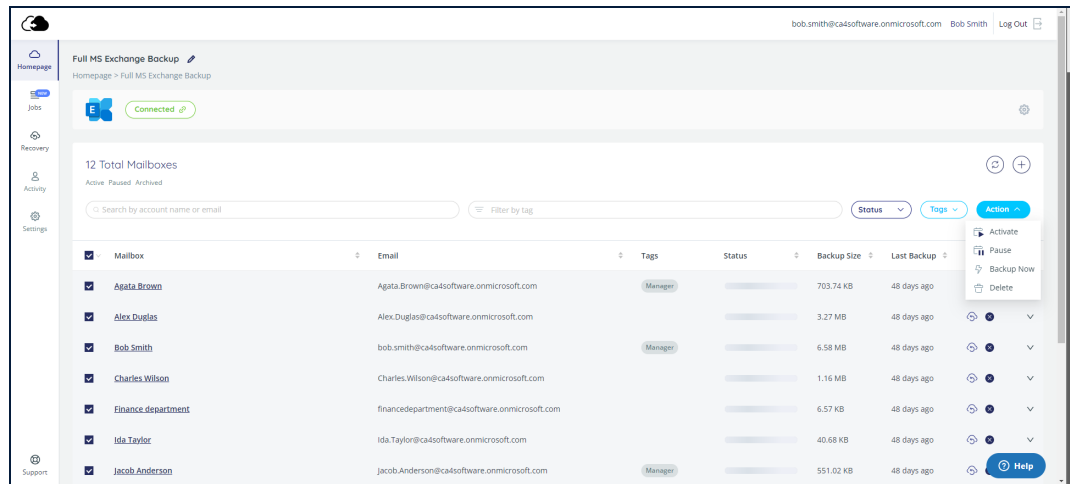 bob.smith@ca4software.onmicrosoft.com Bob Smith Log Out
Homepage
new
Jobs
Recovery
Activity
Settings
Support
Full MS Exchange Backup
Homepage > Full MS Exchange Backup
E
Connected
12 Total Mailboxes
Active Paused Archived
Search by account name or email Filter by tag Status Tags Action
Activate
Pause
Backup Now
Delete
Mailbox Email Tags Status Backup Size Last Backup
Agata Brown Agata.Brown@ca4software.onmicrosoft.com Manager 703.74 KB 48 days ago
Alex Duglas Alex.Duglas@ca4software.onmicrosoft.com 3.27 MB 48 days ago
Bob Smith bob.smith@ca4software.onmicrosoft.com Manager 6.58 MB 48 days ago
Charles Wilson Charles.Wilson@ca4software.onmicrosoft.com 1.16 MB 48 days ago
Finance department financedepartment@ca4software.onmicrosoft.com 6.57 KB 48 days ago
Ida Taylor Ida.Taylor@ca4software.onmicrosoft.com 40.68 KB 48 days ago
Jacob Anderson Jacob.Anderson@ca4software.onmicrosoft.com Manager 551.02 KB 48 days ago
Help